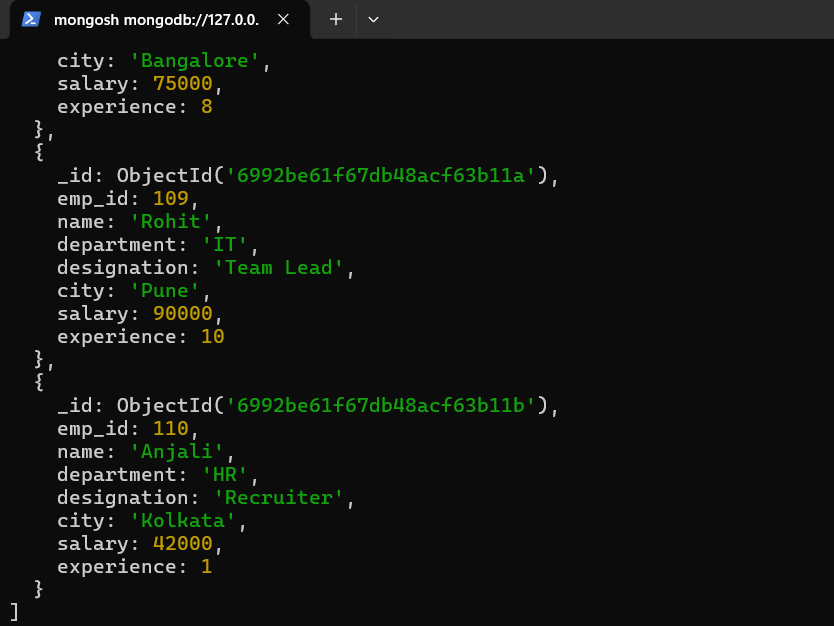 mongosh mongodb://127.0.0.
city: 'Bangalore',
salary: 75000,
experience: 8
},
{
_id: ObjectId('6992be61f67db48acf63b11a'),
emp_id: 109,
name: 'Rohit',
department: 'IT',
designation: 'Team Lead',
city: 'Pune',
salary: 90000,
experience: 10
},
{
_id: ObjectId('6992be61f67db48acf63b11b'),
emp_id: 110,
name: 'Anjali',
department: 'HR',
designation: 'Recruiter',
city: 'Kolkata',
salary: 42000,
experience: 1
}
]